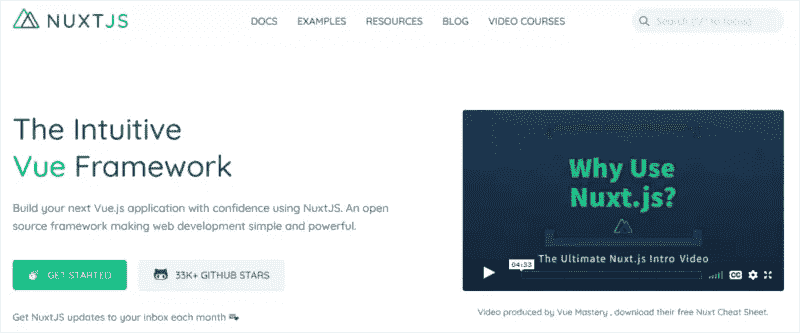 NUXTJS
DOCS EXAMPLES RESOURCES BLOG VIDEO COURSES
Search ("/" to focus)
The Intuitive
Vue Framework
Build your next Vue.js application with confidence using NuxtJS. An open
source framework making web development simple and powerful.
GET STARTED
33K+ GITHUB STARS
Get NuxtJS updates to your inbox each month
Why Use
Nuxt.js?
The Ultimate Nuxt.js Intro Video
04:33
CC
Video produced by Vue Mastery , download their free Nuxt Cheat Sheet.